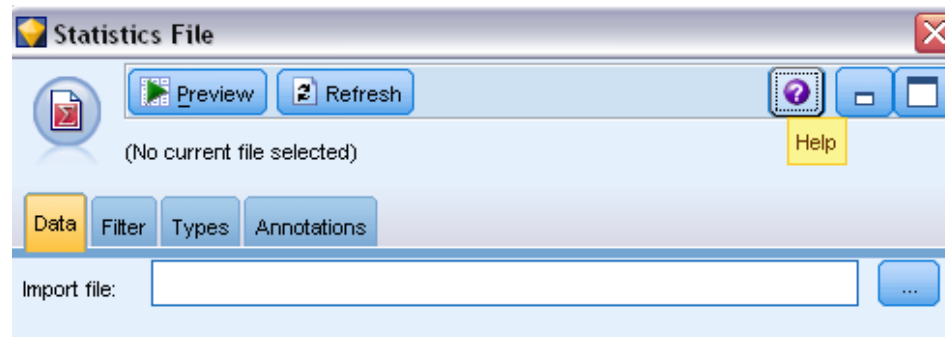 Statistics File
Preview Refresh
Help
(No current file selected)
Data Filter Types Annotations
Import file: ...